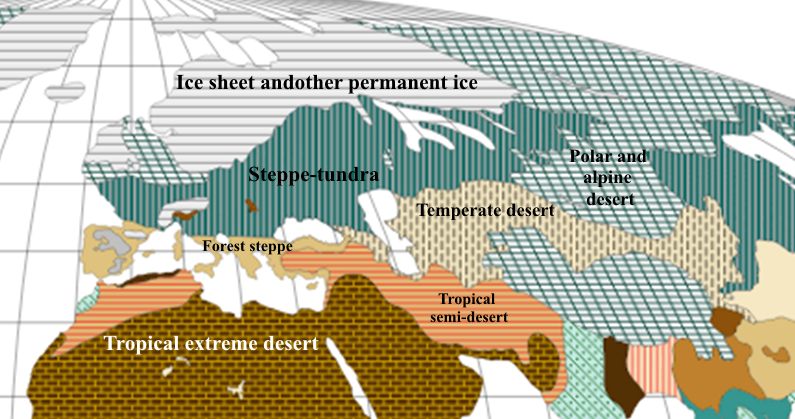 Ice sheet andother permanent ice
Polar and
alpine
desert
Steppe-tundra
Temperate desert
Forest steppe
Tropical
semi-desert
Tropical extreme desert